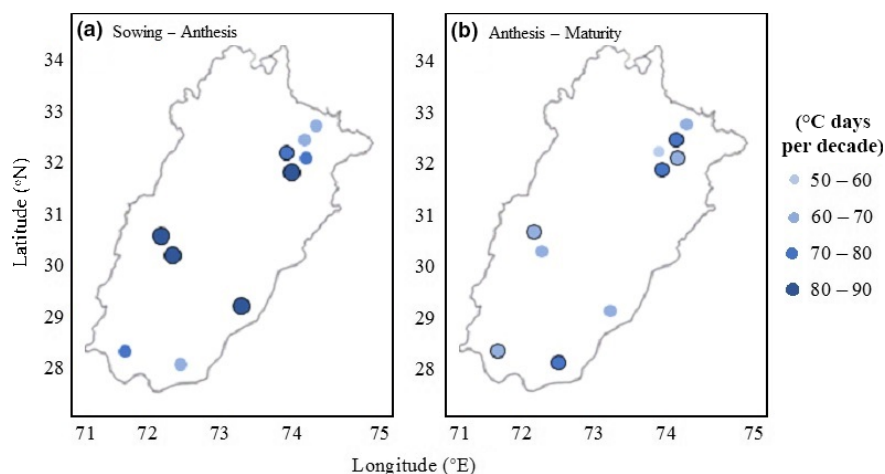 (a) Sowing – Anthesis
(b) Anthesis – Maturity
34
33
32
31
30
29
28
34
33
32
31
30
29
28
Latitude (°N)
71 72 73 74 75
71 72 73 74 75
Longitude (°E)
(°C days
per decade)
50 – 60
60 – 70
70 – 80
80 – 90